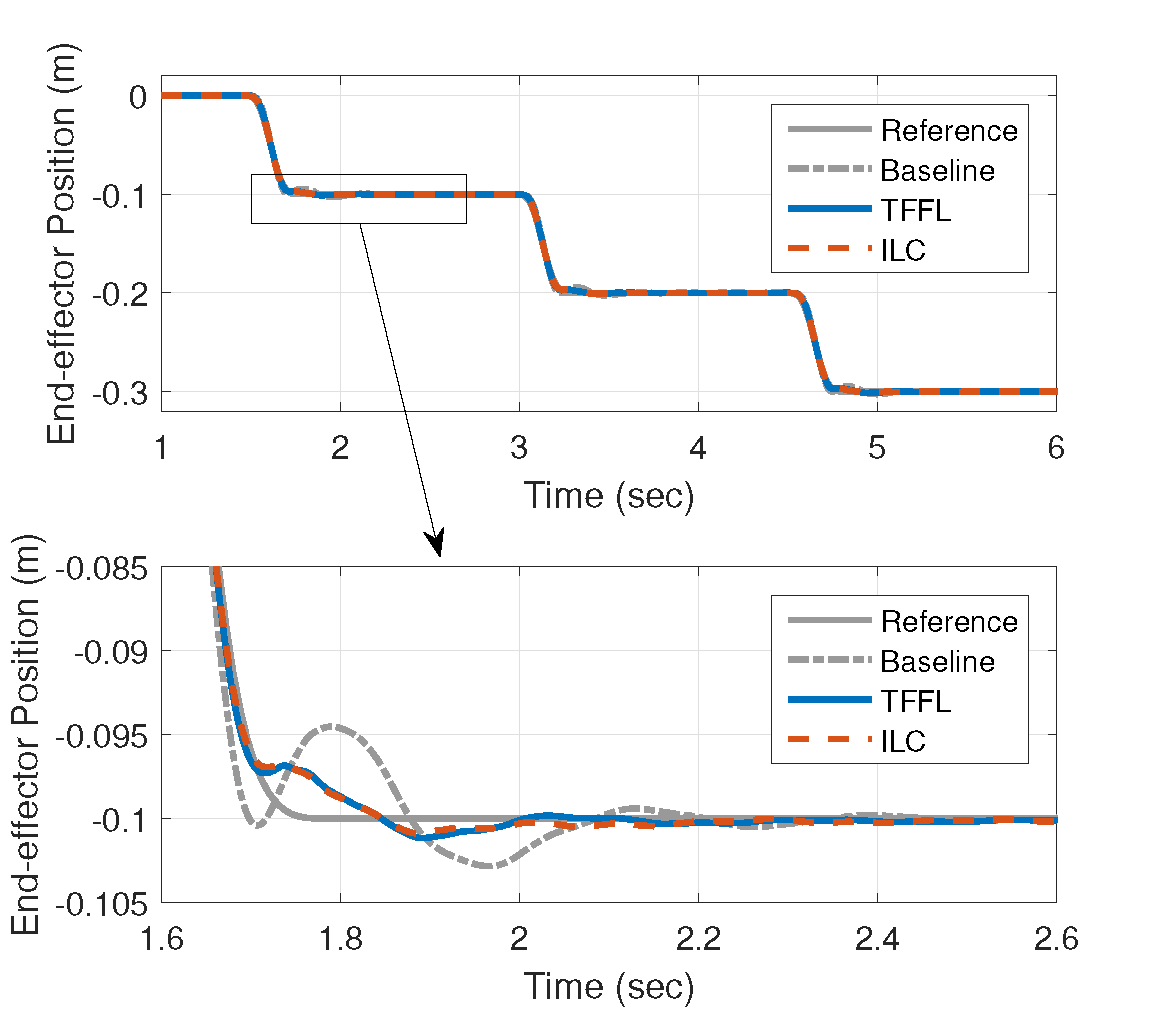 End-effector Position (m)
0
-0.1
-0.2
-0.3
1
2
3
4
5
6
Time (sec)
Reference
Baseline
TFFL
ILC
End-effector Position (m)
-0.085
-0.09
-0.095
-0.1
-0.105
1.6
1.8
2
2.2
2.4
2.6
Time (sec)
Reference
Baseline
TFFL
ILC